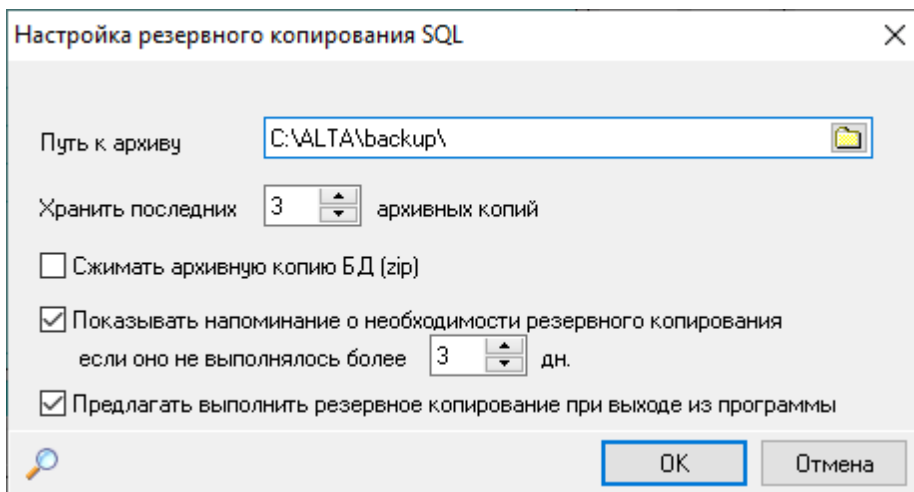 Настройка резервного копирования SQL
Путь к архиву C:\ALTA\backup\
Хранить последних 3 архивных копий
Сжимать архивную копию БД (zip)
Показывать напоминание о необходимости резервного копирования
если оно не выполнялось более 3 дн.
Предлагать выполнить резервное копирование при выходе из программы
OK Отмена